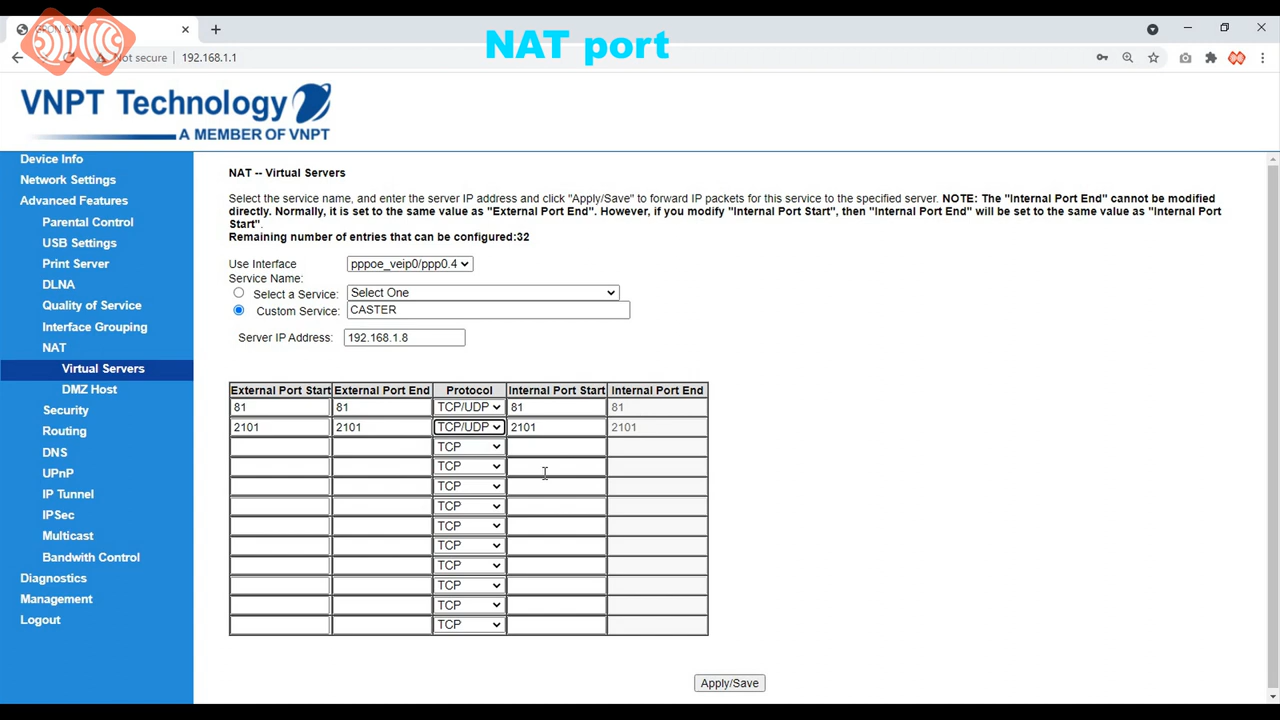 GPON ONT
NAT port
Not secure
192.168.1.1
VNPT Technology
A MEMBER OF VNPT
Device Info
Network Settings
Advanced Features
Parental Control
USB Settings
Print Server
DLNA
Quality of Service
Interface Grouping
NAT
Virtual Servers
DMZ Host
Security
Routing
DNS
UPnP
IP Tunnel
IPSec
Multicast
Bandwith Control
Diagnostics
Management
Logout
NAT -- Virtual Servers
Select the service name, and enter the server IP address and click "Apply/Save" to forward IP packets for this service to the specified server. NOTE: The "Internal Port End" cannot be modified
directly. Normally, it is set to the same value as "External Port End". However, if you modify "Internal Port Start", then "Internal Port End" will be set to the same value as "Internal Port
Start".
Remaining number of entries that can be configured:32
Use Interface pppoe_veip0/ppp0.4
Service Name:
Select a Service: Select One
Custom Service: CASTER
Server IP Address: 192.168.1.8
External Port Start External Port End Protocol Internal Port Start Internal Port End
81 81 TCP/UDP 81 81
2101 2101 TCP/UDP 2101 2101
TCP
TCP
TCP
TCP
TCP
TCP
TCP
TCP
TCP
TCP
Apply/Save